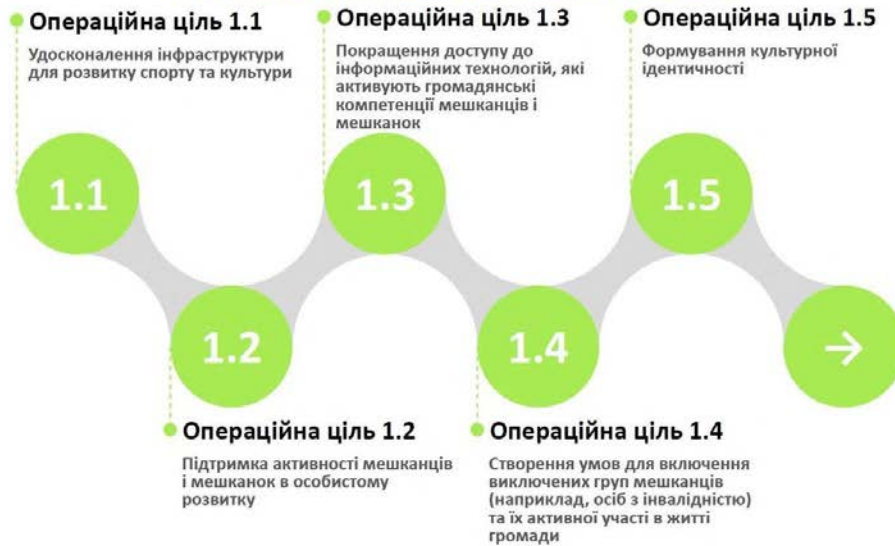 Операційна ціль 1.1
Удосконалення інфраструктури
для розвитку спорту та культури
Операційна ціль 1.3
Покращення доступу до
інформаційних технологій, які
активують громадянські
компетенції мешканців і
мешканок
Операційна ціль 1.5
Формування культурної
ідентичності
1.1
1.3
1.5
1.2
1.4
→
Операційна ціль 1.2
Підтримка активності мешканців
і мешканок в особистому
розвитку
Операційна ціль 1.4
Створення умов для включення
виключених груп мешканців
(наприклад, осіб з інвалідністю)
та їх активної участі в житті
громади